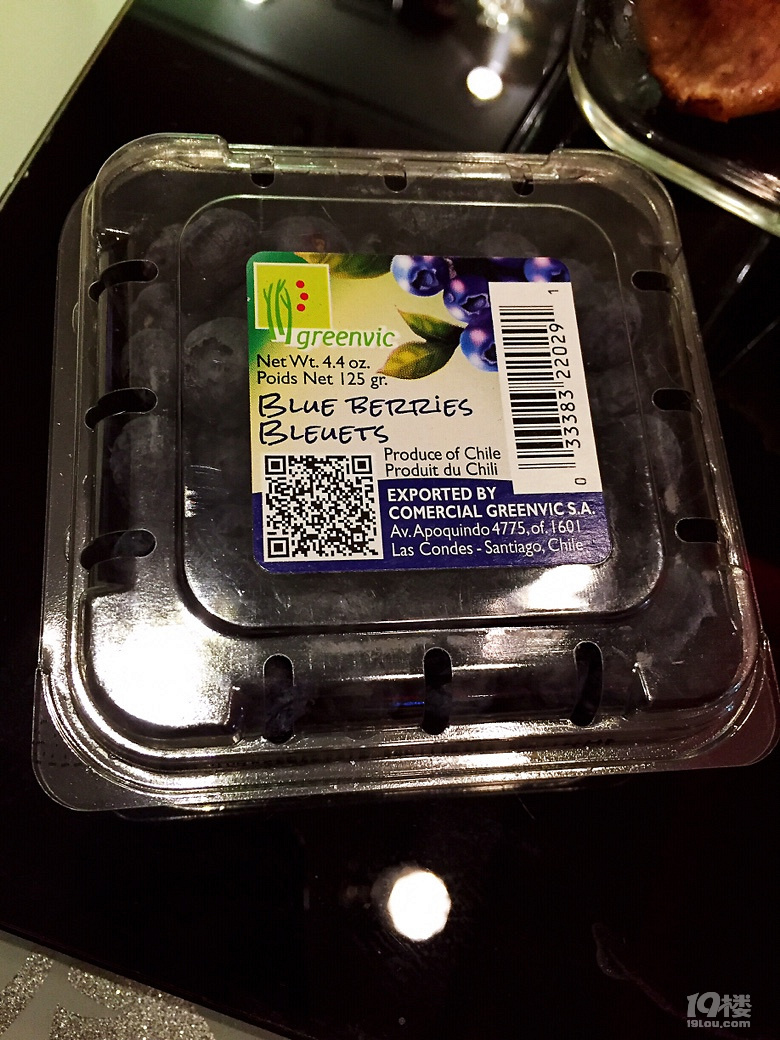 greenvic
Net Wt. 4.4 oz.
Poids Net 125 gr.
BLUE BERRIES
BLEUETS
Produce of Chile
Produit du Chili
EXPORTED BY
COMERCIAL GREENVIC S.A.
Av. Apoquindo 4775, of. 1601
Las Condes - Santiago, Chile
0 33383 22029 1
19楼
19Lou.com